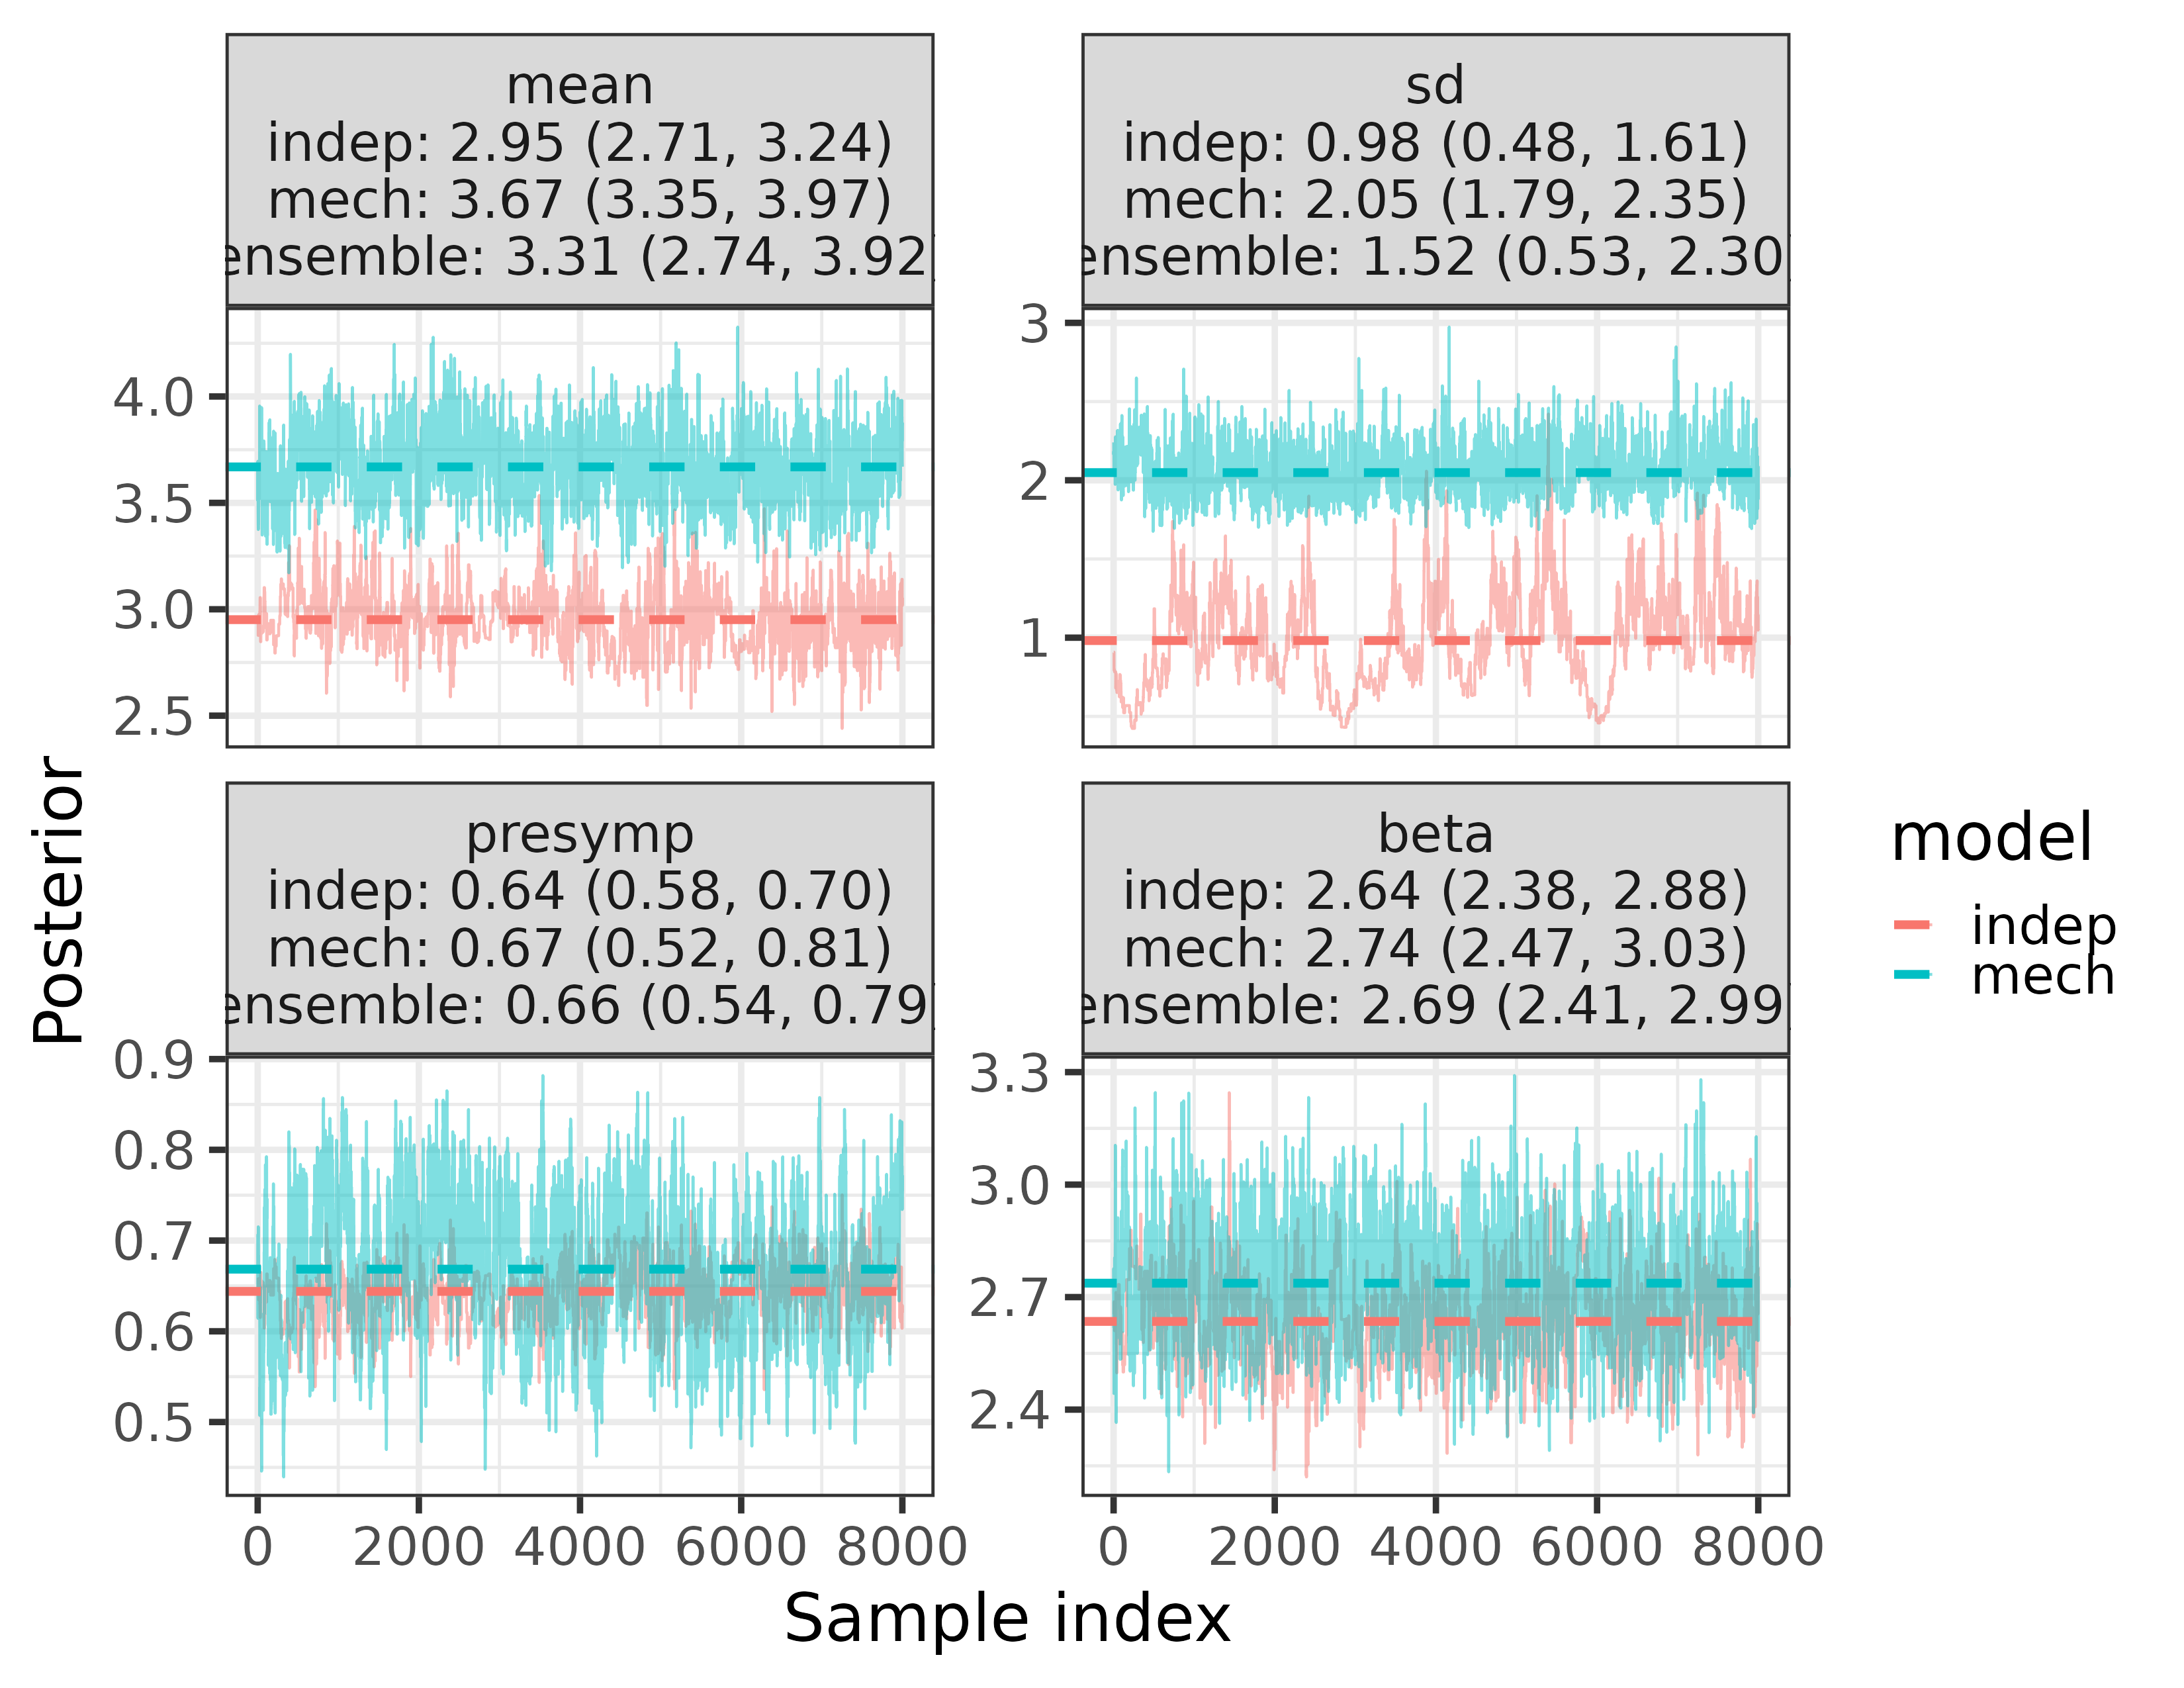 mean
indep: 2.95 (2.71, 3.24)
mech: 3.67 (3.35, 3.97)
ensemble: 3.31 (2.74, 3.92
sd
indep: 0.98 (0.48, 1.61)
mech: 2.05 (1.79, 2.35)
ensemble: 1.52 (0.53, 2.30
4.0
3.5
3.0
2.5
3
2
1
presymp
indep: 0.64 (0.58, 0.70)
mech: 0.67 (0.52, 0.81)
ensemble: 0.66 (0.54, 0.79
beta
indep: 2.64 (2.38, 2.88)
mech: 2.74 (2.47, 3.03)
ensemble: 2.69 (2.41, 2.99
0.9
0.8
0.7
0.6
0.5
3.3
3.0
2.7
2.4
0 2000 4000 6000 8000
0 2000 4000 6000 8000
Sample index
Posterior
model
indep
mech